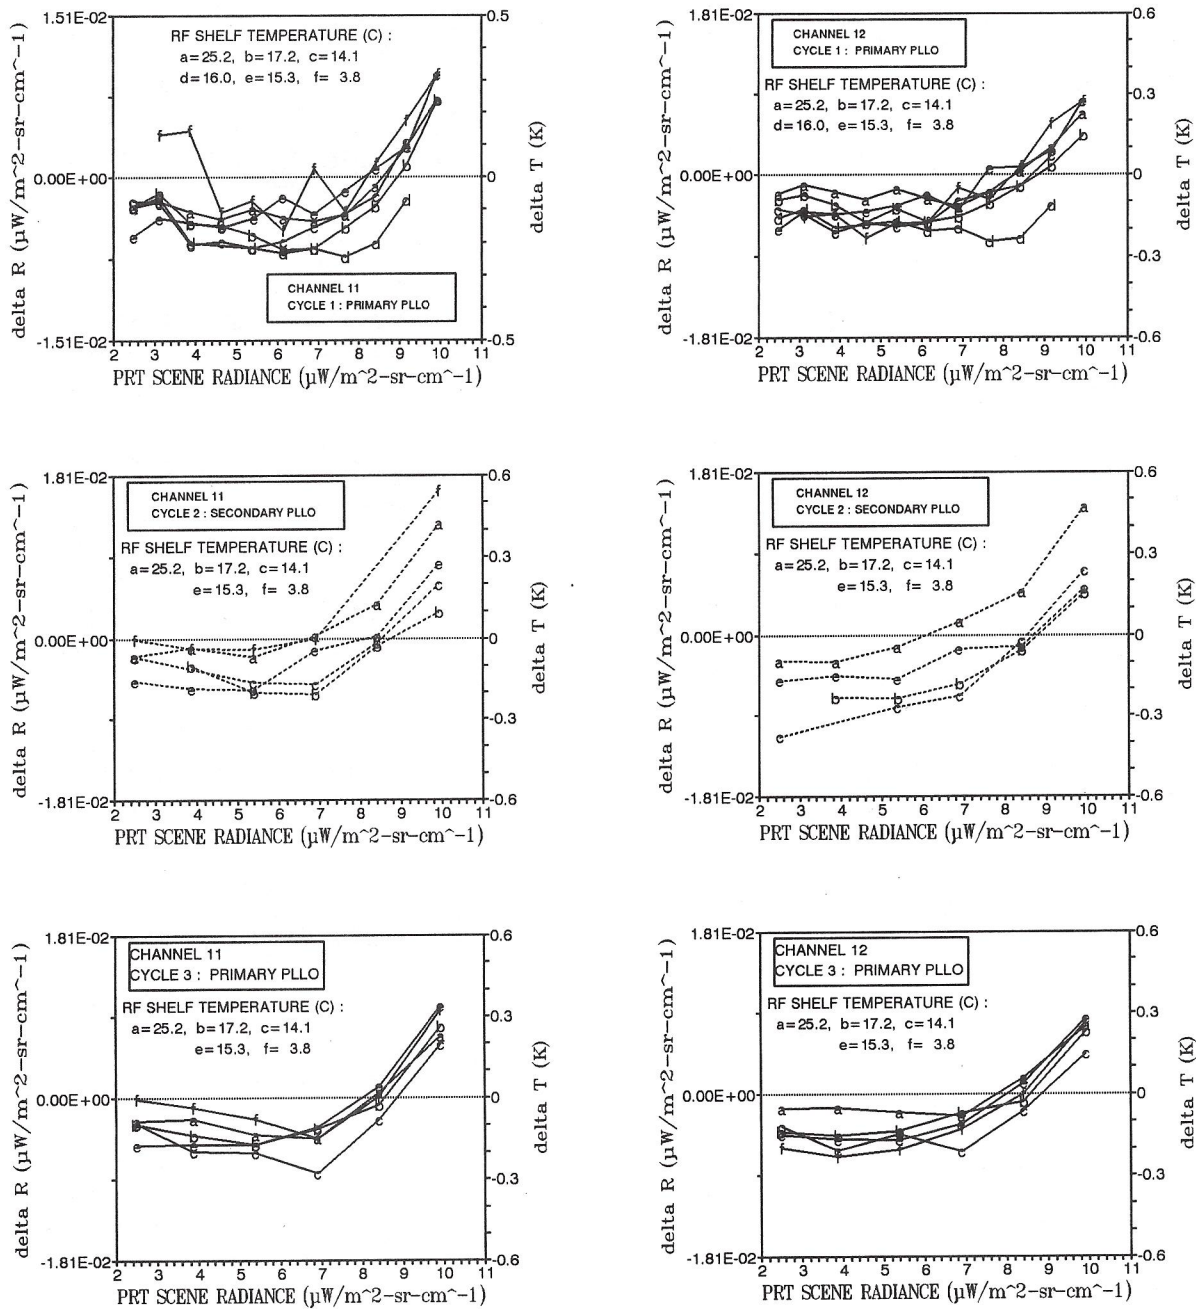 1.51E-02
0.5
RF SHELF TEMPERATURE (C) :
a=25.2, b=17.2, c=14.1
d=16.0, e=15.3, f= 3.8
0.00E+00
0
CHANNEL 11
CYCLE 1 : PRIMARY PLLO
-1.51E-02
-0.5
2 3 4 5 6 7 8 9 10 11
PRT SCENE RADIANCE (µW/m^2-sr-cm^-1)
delta R (µW/m^2-sr-cm^-1)
delta T (K)
1.81E-02
0.6
CHANNEL 12
CYCLE 1 : PRIMARY PLLO
RF SHELF TEMPERATURE (C) :
a=25.2, b=17.2, c=14.1
d=16.0, e=15.3, f= 3.8
0.3
0.00E+00
0
-0.3
-1.81E-02
-0.6
2 3 4 5 6 7 8 9 10 11
PRT SCENE RADIANCE (µW/m^2-sr-cm^-1)
delta R (µW/m^2-sr-cm^-1)
delta T (K)
1.81E-02
0.6
CHANNEL 11
CYCLE 2 : SECONDARY PLLO
RF SHELF TEMPERATURE (C) :
a=25.2, b=17.2, c=14.1
e=15.3, f= 3.8
0.3
0.00E+00
0
-0.3
-1.81E-02
-0.6
2 3 4 5 6 7 8 9 10 11
PRT SCENE RADIANCE (µW/m^2-sr-cm^-1)
delta R (µW/m^2-sr-cm^-1)
delta T (K)
1.81E-02
0.6
CHANNEL 12
CYCLE 2 : SECONDARY PLLO
RF SHELF TEMPERATURE (C) :
a=25.2, b=17.2, c=14.1
e=15.3, f= 3.8
0.3
0.00E+00
0
-0.3
-1.81E-02
-0.6
2 3 4 5 6 7 8 9 10 11
PRT SCENE RADIANCE (µW/m^2-sr-cm^-1)
delta R (µW/m^2-sr-cm^-1)
delta T (K)
1.81E-02
0.6
CHANNEL 11
CYCLE 3 : PRIMARY PLLO
RF SHELF TEMPERATURE (C) :
a=25.2, b=17.2, c=14.1
e=15.3, f= 3.8
0.3
0.00E+00
0
-0.3
-1.81E-02
-0.6
2 3 4 5 6 7 8 9 10 11
PRT SCENE RADIANCE (µW/m^2-sr-cm^-1)
delta R (µW/m^2-sr-cm^-1)
delta T (K)
1.81E-02
0.6
CHANNEL 12
CYCLE 3 : PRIMARY PLLO
RF SHELF TEMPERATURE (C) :
a=25.2, b=17.2, c=14.1
e=15.3, f= 3.8
0.3
0.00E+00
0
-0.3
-1.81E-02
-0.6
2 3 4 5 6 7 8 9 10 11
PRT SCENE RADIANCE (µW/m^2-sr-cm^-1)
delta R (µW/m^2-sr-cm^-1)
delta T (K)